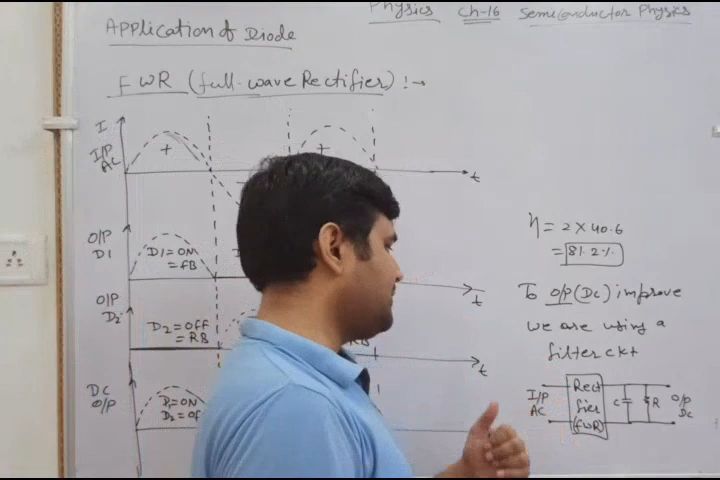 Physics Ch-16 Semiconductor Physics
Application of Diode
FWR (full-wave Rectifier) :→
I
I/P
AC
+
+
t
O/P
D1
D1=ON
=fB
t
O/P
D2
D2=OFF
=RB
RB
t
DC
O/P
D1=ON
D2=OF
η = 2 × 40.6
= 81.2%
To O/P(DC) improve
we are using a
filter ckt
I/P
AC
Recti
fier
(FWR)
C
R
O/P
DC